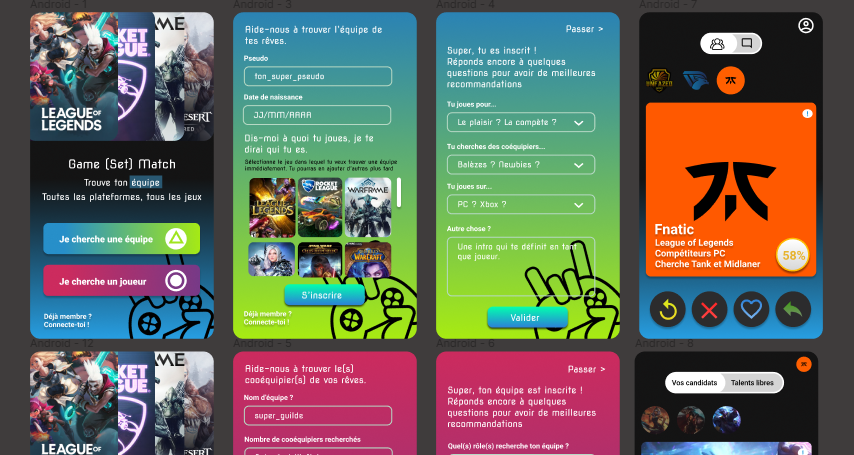 Android - 1
LEAGUE OF
LEGENDS
KET
GUE.
ME
DESERT
Game (Set) Match
Trouve ton équipe
Toutes les plateformes, tous les jeux
Je cherche une équipe
Je cherche un joueur
Déjà membre ?
Connecte-toi !
Android - 3
Aide-nous à trouver l'équipe de
tes rêves.
Pseudo
ton_super_pseudo
Date de naissance
JJ/MM/AAAA
Dis-moi à quoi tu joues, je te
dirai qui tu es.
Sélectionne le jeu dans lequel tu veux trouver une équipe
immédiatement. Tu pourras en ajouter d'autres plus tard
LEAGUE OF
LEGENDS
ROCKET
LEAGUE
WARFRAME
WARCRAFT
S'inscrire
Déjà membre ?
Connecte-toi !
Android - 4
Passer >
Super, tu es inscrit !
Réponds encore à quelques
questions pour avoir de meilleures
recommandations
Tu joues pour...
Le plaisir ? La compète ?
Tu cherches des coéquipiers...
Balèzes ? Newbies ?
Tu joues sur...
PC ? Xbox ?
Autre chose ?
Une intro qui te définit en tant
que joueur.
Valider
Android - 7
UNFAZED
Fnatic
League of Legends
Compétiteurs PC
Cherche Tank et Midlaner
58%
Android - 12
KET
GUE.
ME
LEAGUE OF
DESERT
Android - 5
Aide-nous à trouver le(s)
cooéquipier(s) de vos rêves.
Nom d'équipe ?
super_guilde
Nombre de cooéquipiers recherchés
Android - 6
Passer >
Super, ton équipe est inscrite !
Réponds encore à quelques
questions pour avoir de meilleures
recommandations
Quel(s) rôle(s) recherche ton équipe ?
Android - 8
Vos candidats
Talents libres